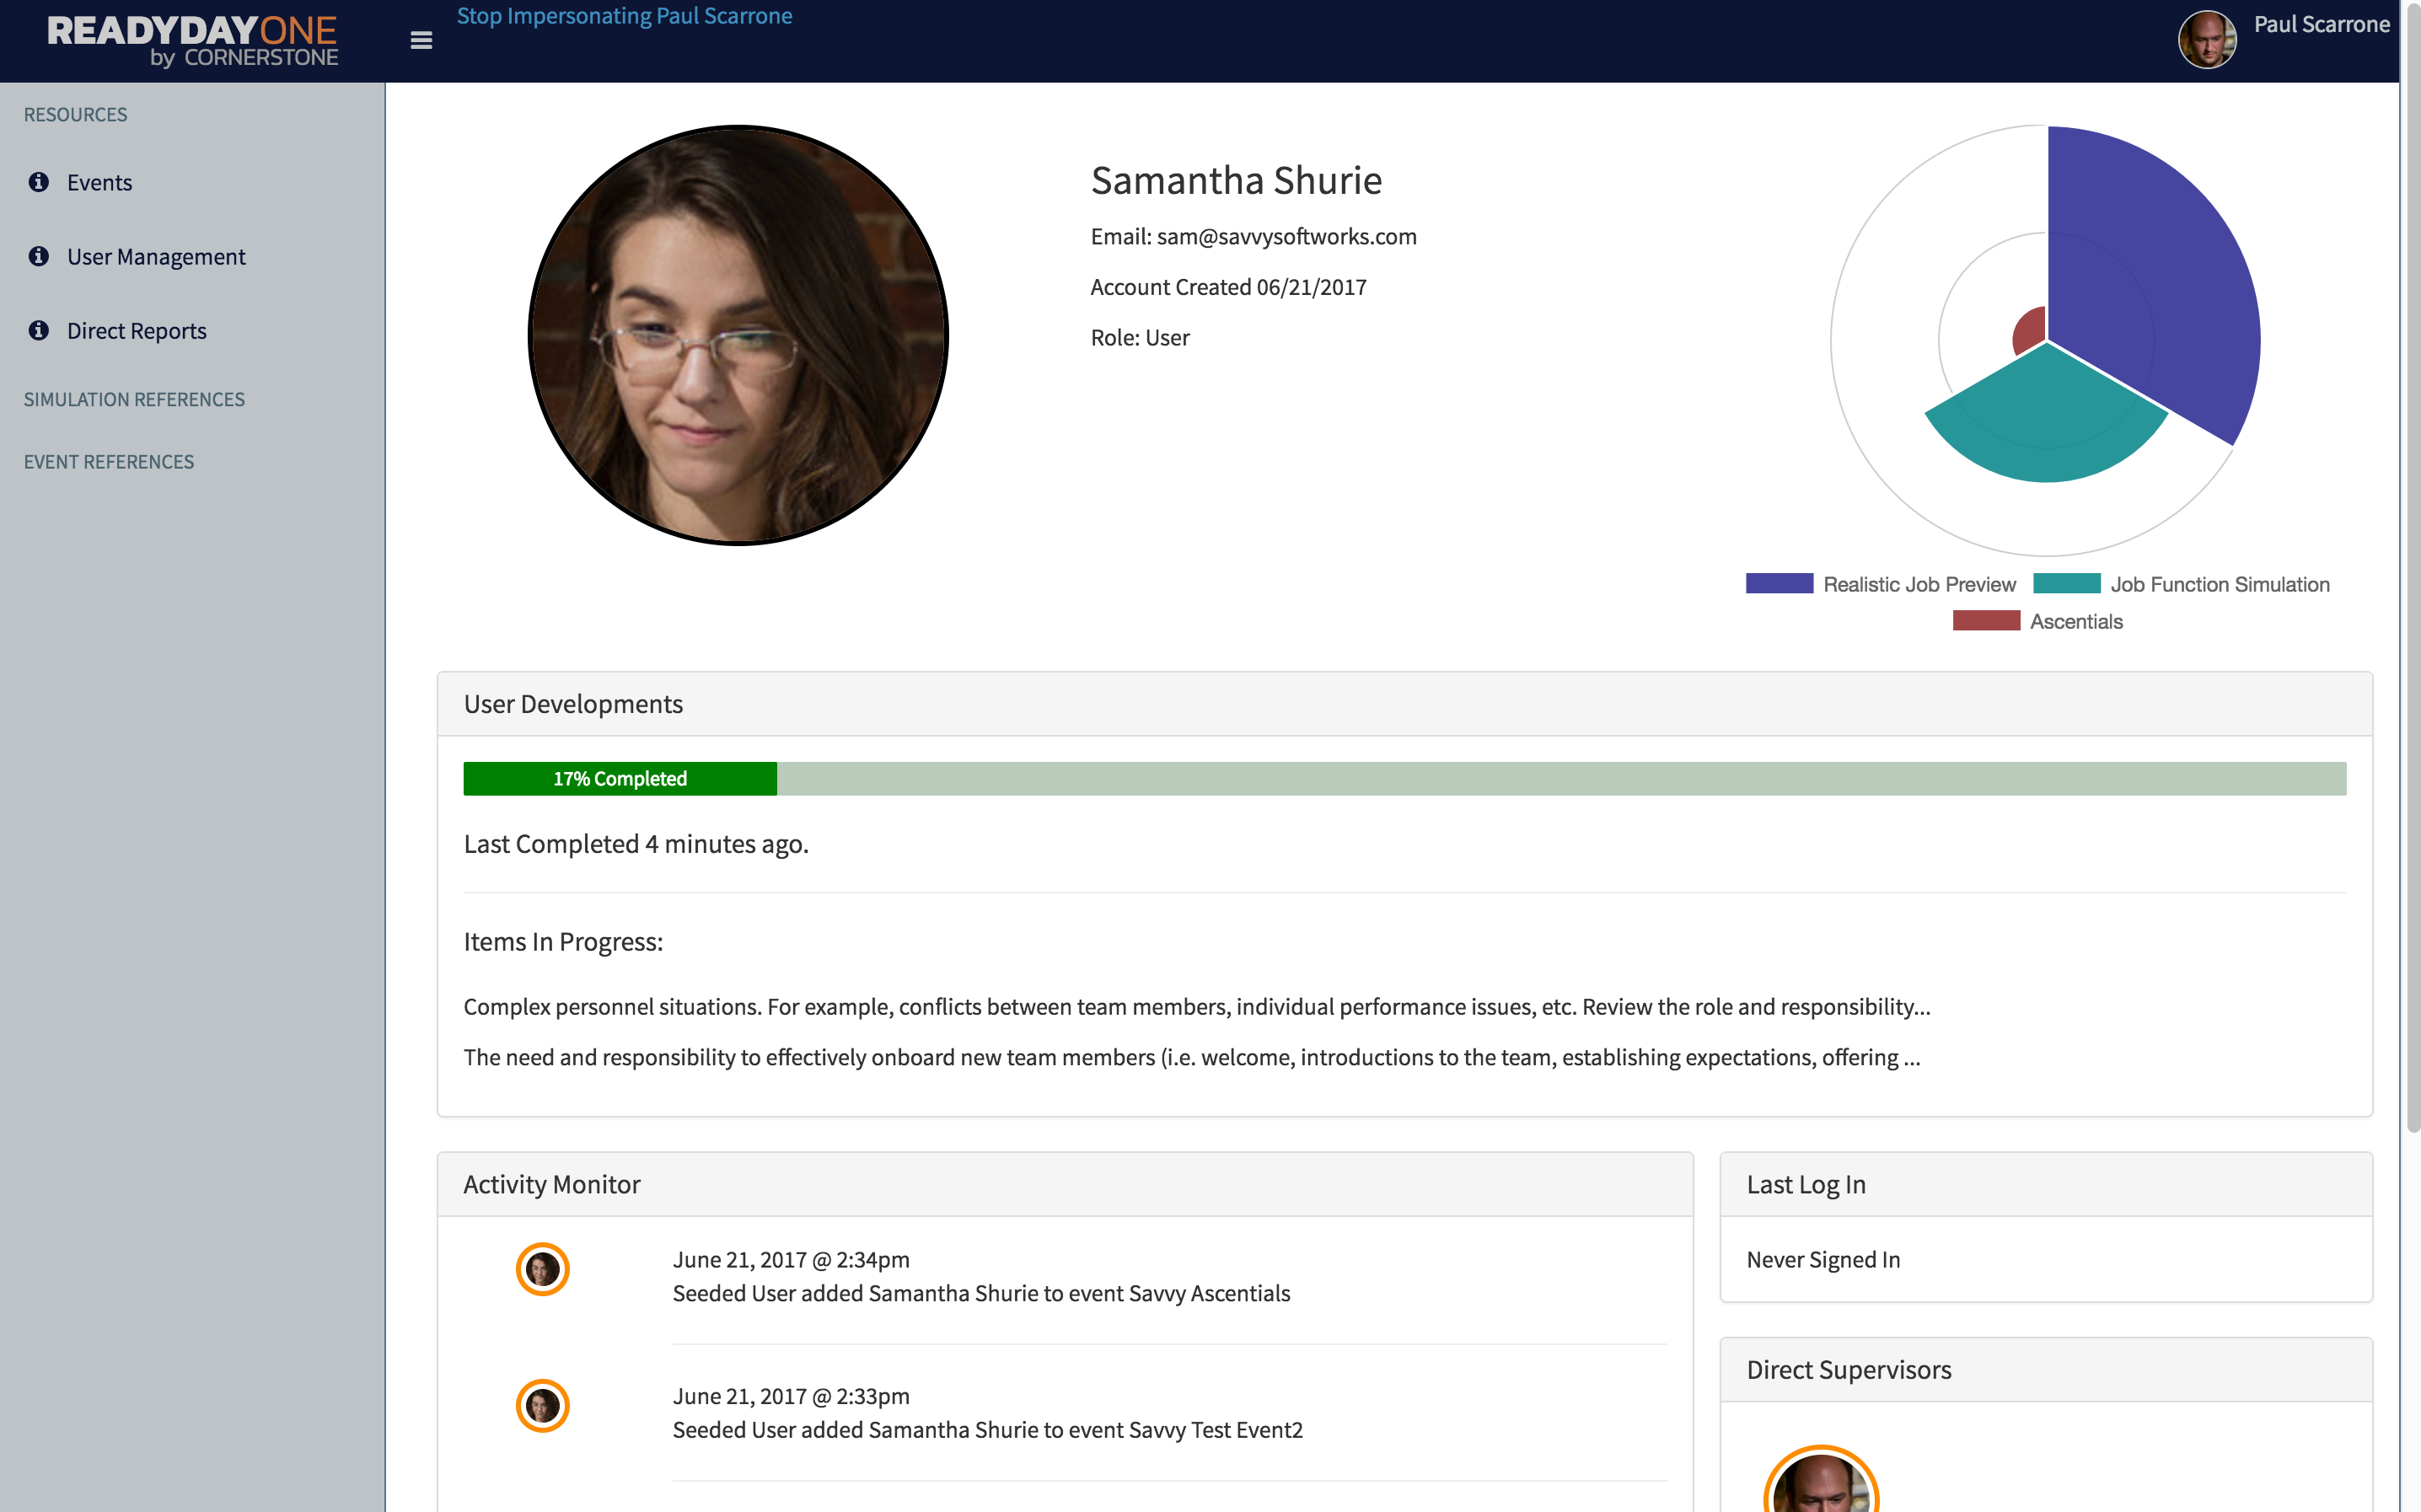 READYDAYONE
by CORNERSTONE
Stop Impersonating Paul Scarrone
Paul Scarrone
RESOURCES
Events
User Management
Direct Reports
SIMULATION REFERENCES
EVENT REFERENCES
Samantha Shurie
Email: sam@savvysoftworks.com
Account Created 06/21/2017
Role: User
Realistic Job Preview
Job Function Simulation
Ascentials
User Developments
17% Completed
Last Completed 4 minutes ago.
Items In Progress:
Complex personnel situations. For example, conflicts between team members, individual performance issues, etc. Review the role and responsibility...
The need and responsibility to effectively onboard new team members (i.e. welcome, introductions to the team, establishing expectations, offering ...
Activity Monitor
June 21, 2017 @ 2:34pm
Seeded User added Samantha Shurie to event Savvy Ascentials
June 21, 2017 @ 2:33pm
Seeded User added Samantha Shurie to event Savvy Test Event2
Last Log In
Never Signed In
Direct Supervisors